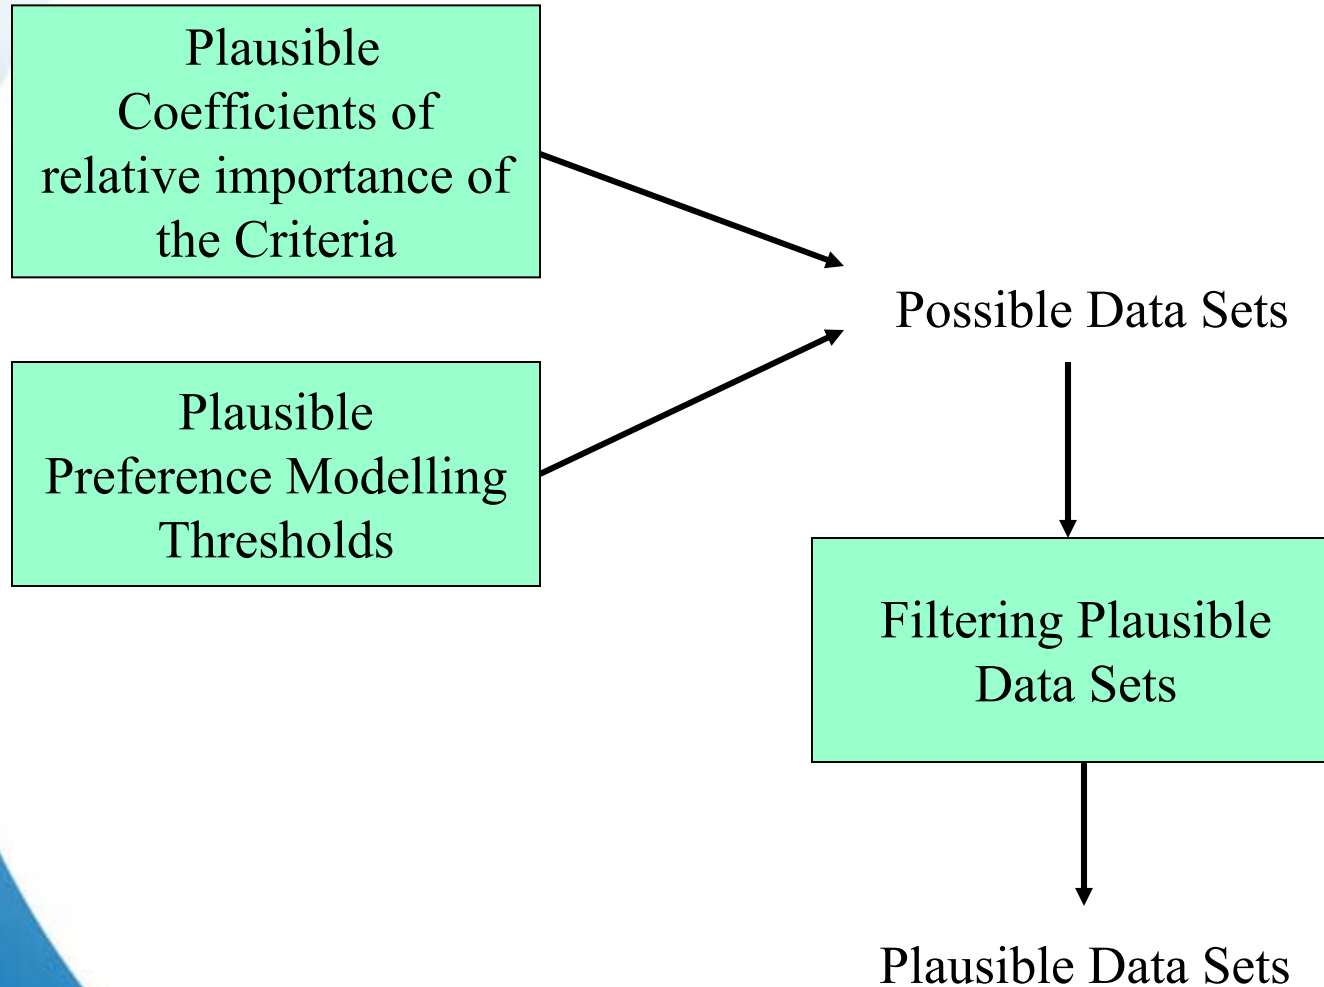 Plausible
Coefficients of
relative importance of
the Criteria
Possible Data Sets
Plausible
Preference Modelling
Thresholds
Filtering Plausible
Data Sets
Plausible Data Sets